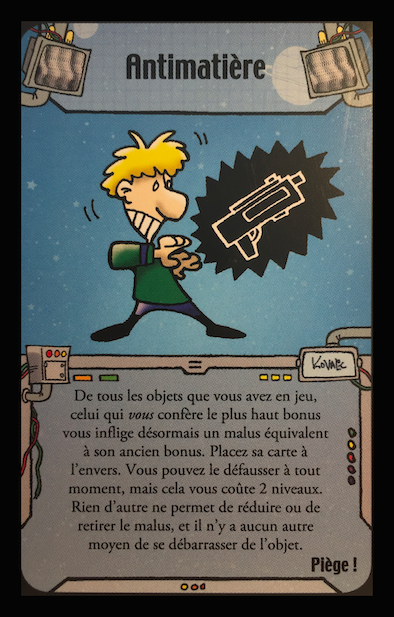 Antimatière
KOVALIC
De tous les objets que vous avez en jeu,
celui qui vous confère le plus haut bonus
vous inflige désormais un malus équivalent
à son ancien bonus. Placez sa carte à
l'envers. Vous pouvez le défausser à tout
moment, mais cela vous coûte 2 niveaux.
Rien d'autre ne permet de réduire ou de
retirer le malus, et il n'y a aucun autre
moyen de se débarrasser de l'objet.
Piège !